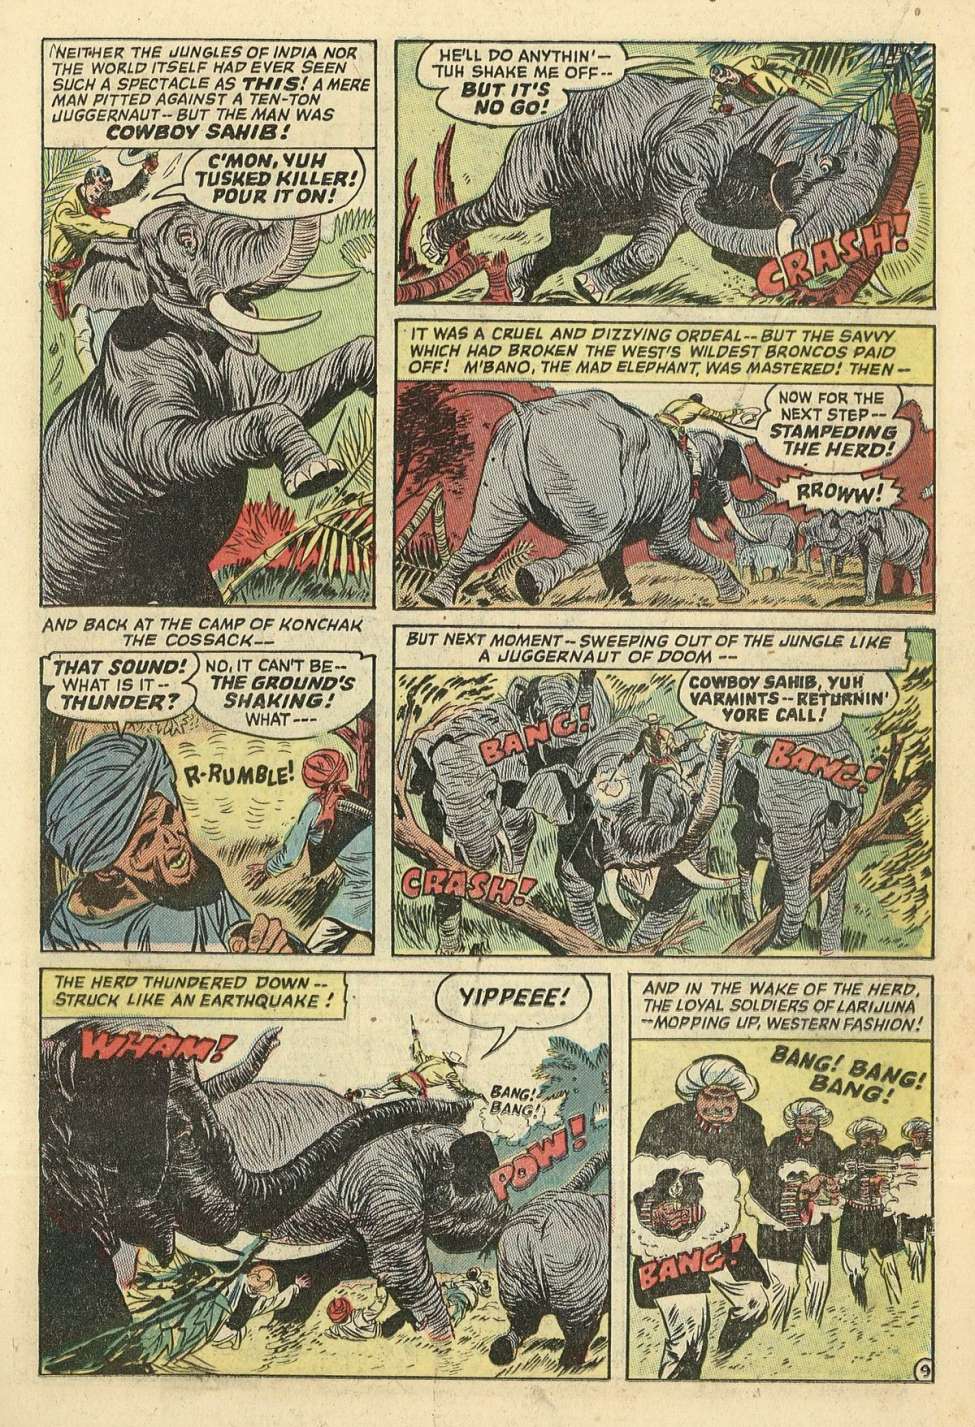 NEITHER THE JUNGLES OF INDIA NOR
THE WORLD ITSELF HAD EVER SEEN
SUCH A SPECTACLE AS THIS! A MERE
MAN PITTED AGAINST A TEN-TON
JUGGERNAUT-- BUT THE MAN WAS
COWBOY SAHIB!
C'MON, YUH
TUSKED KILLER!
POUR IT ON!
HE'LL DO ANYTHIN'--
TUH SHAKE ME OFF--
BUT IT'S
NO GO!
CRASH!
IT WAS A CRUEL AND DIZZYING ORDEAL-- BUT THE SAVVY
WHICH HAD BROKEN THE WEST'S WILDEST BRONCOS PAID
OFF! M'BANO, THE MAD ELEPHANT, WAS MASTERED! THEN--
NOW FOR THE
NEXT STEP--
STAMPEDING
THE HERD!
RROWW!
AND BACK AT THE CAMP OF KONCHAK
THE COSSACK--
THAT SOUND!
WHAT IS IT--
THUNDER?
NO, IT CAN'T BE--
THE GROUND'S
SHAKING!
WHAT---
R-RUMBLE!
BUT NEXT MOMENT-- SWEEPING OUT OF THE JUNGLE LIKE
A JUGGERNAUT OF DOOM--
COWBOY SAHIB, YUH
VARMINTS-- RETURNIN'
YORE CALL!
BANG!
BANG!
CRASH!
THE HERD THUNDERED DOWN--
STRUCK LIKE AN EARTHQUAKE!
YIPPEEE!
WHAM!
BANG!
BANG!
POW!
AND IN THE WAKE OF THE HERD,
THE LOYAL SOLDIERS OF LARIJUNA
--MOPPING UP, WESTERN FASHION!
BANG! BANG!
BANG!
BANG!
9